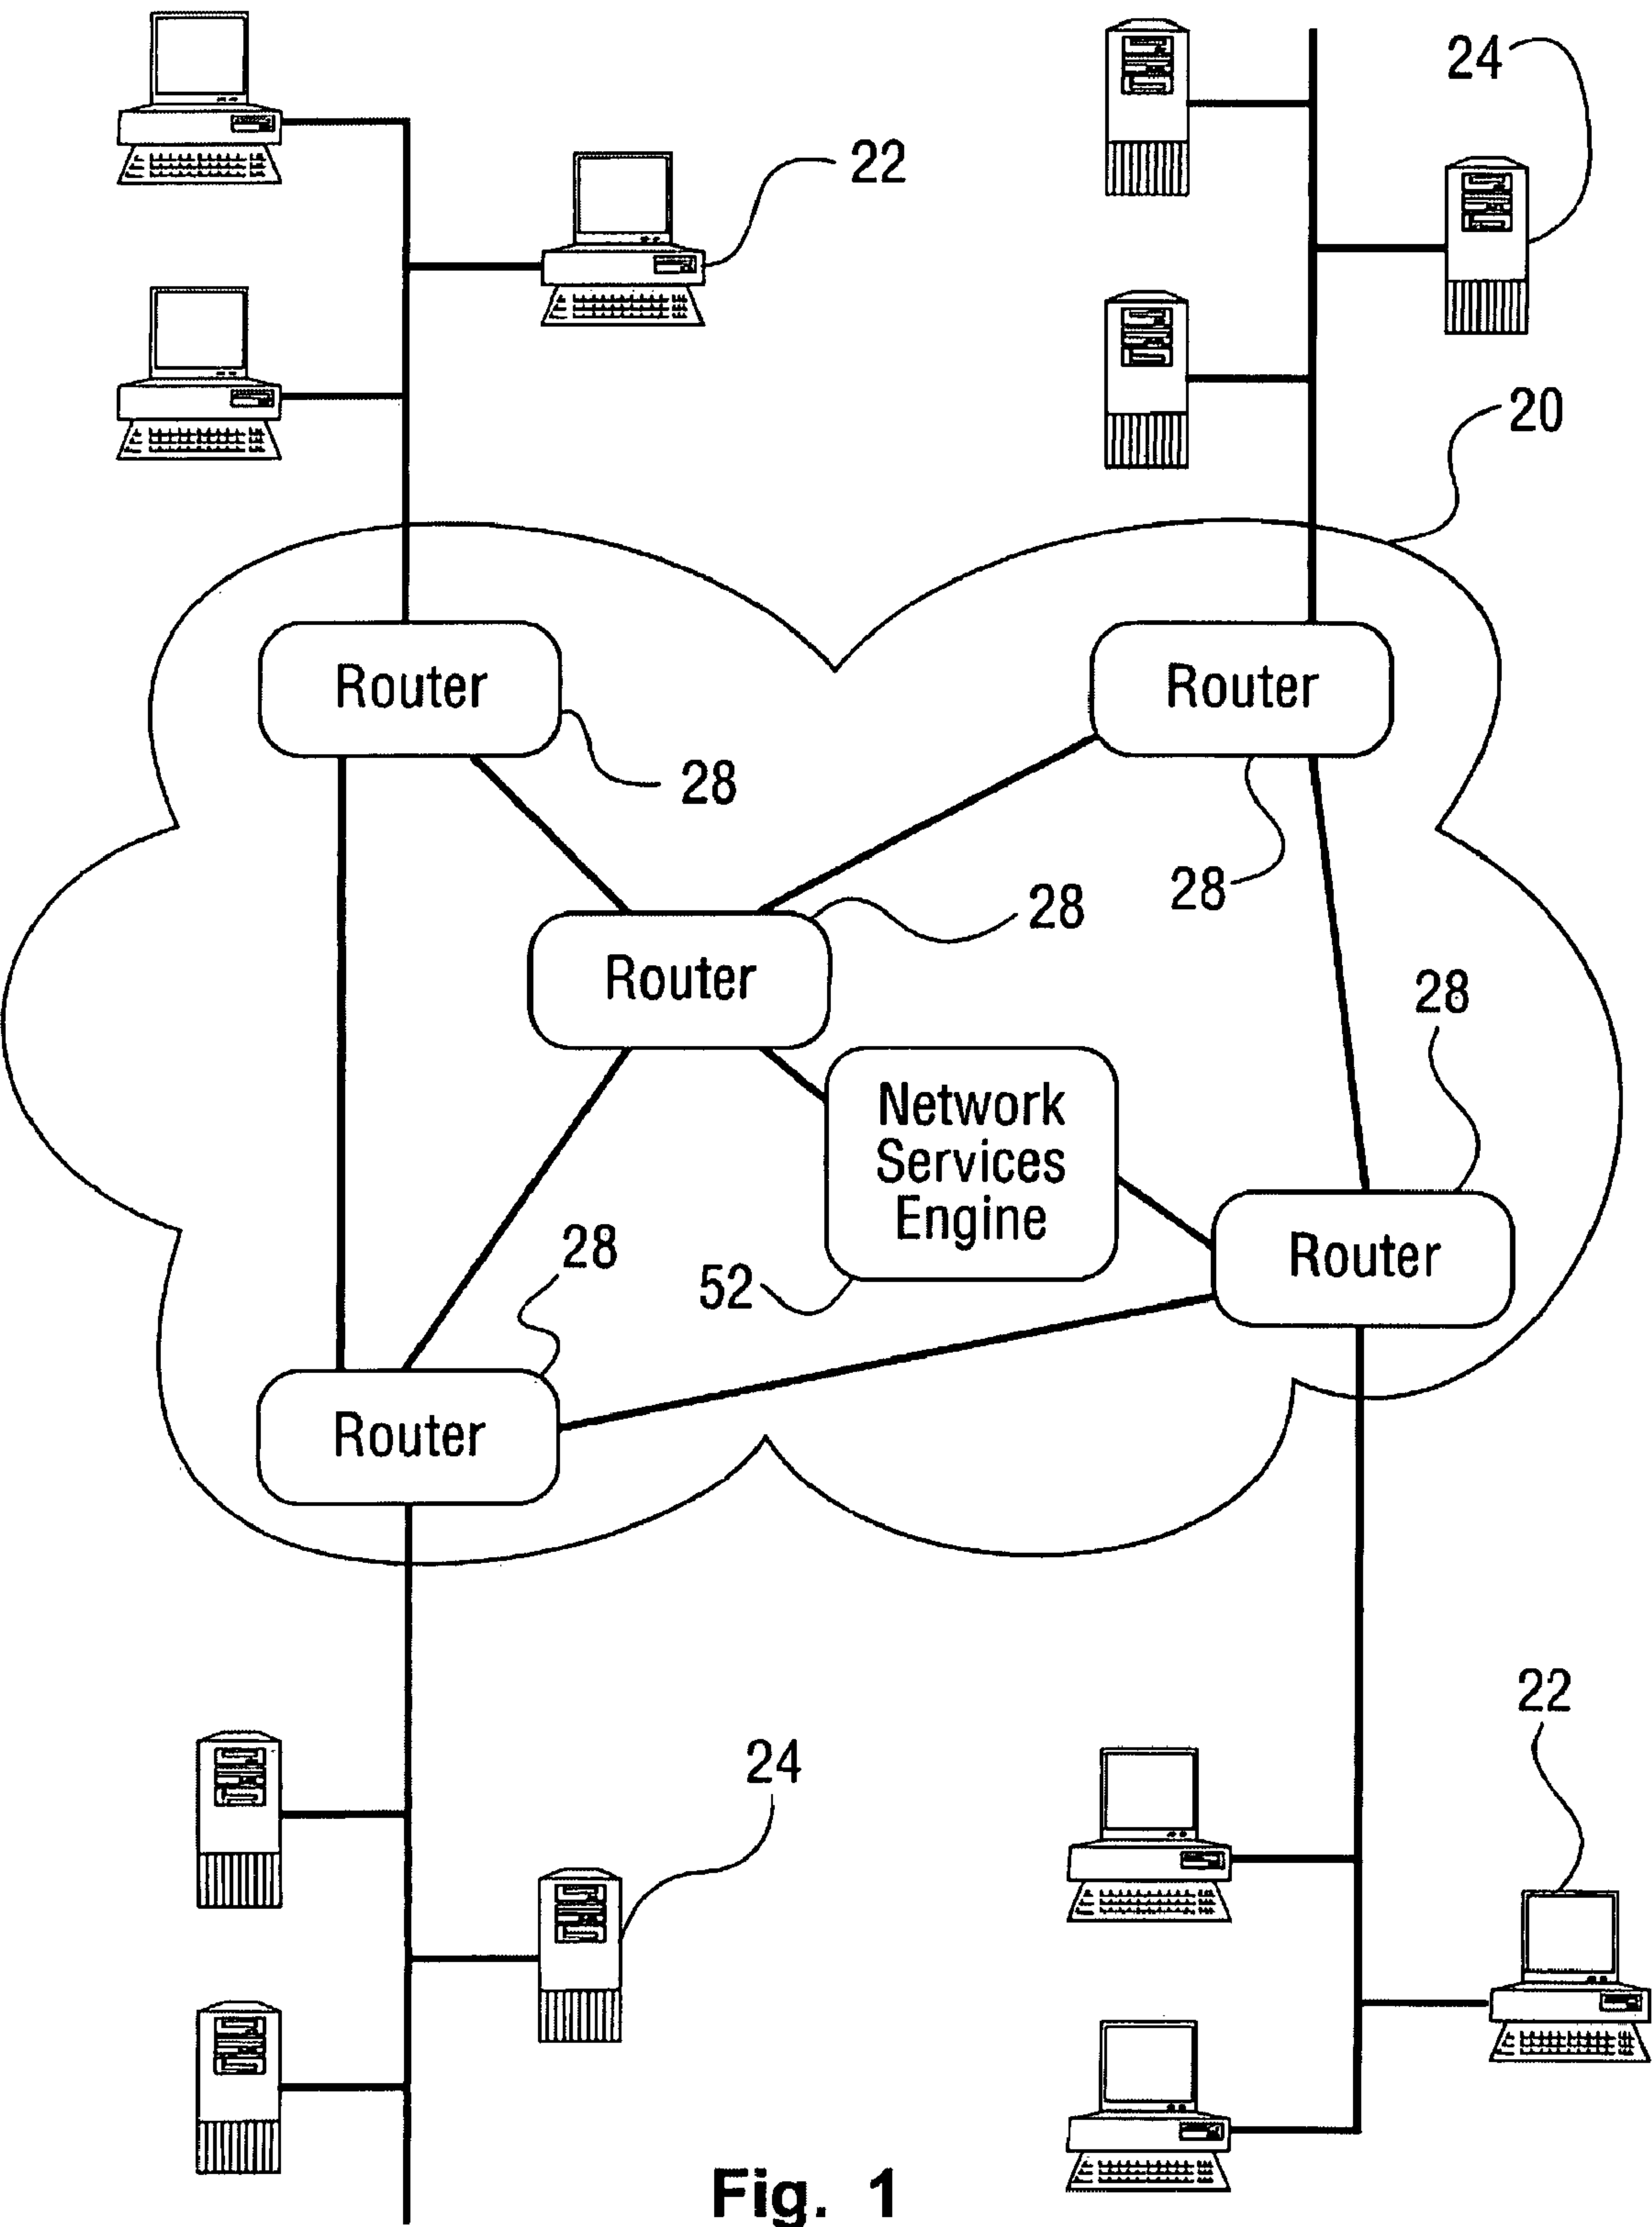 24
22
20
Router
Router
28
28
28
Router
28
Network
Services
Engine
28
Router
52
Router
22
24
Fig. 1